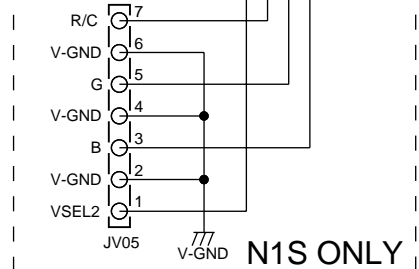 R/C 7
V-GND 6
G 5
V-GND 4
B 3
V-GND 2
VSEL2 1
JV05
V-GND
N1S ONLY